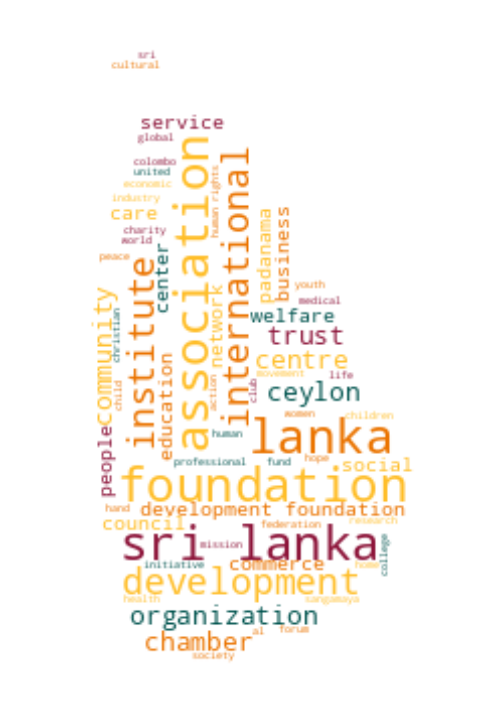 sri
cultural
service
global
association
international
colombo
united
human rights
economic
industry
care
padanama
business
charity
world
center
peace
institute
youth
network
community
medical
christian
welfare
trust
centre
education
action
movement
life
club
child
ceylon
women
children
lanka
people
human
professional
fund
hope
social
foundation
hand
development foundation
council
federation
research
sri lanka
mission
college
initiative
commerce
home
development
health
sangamaya
organization
al
forum
chamber
society